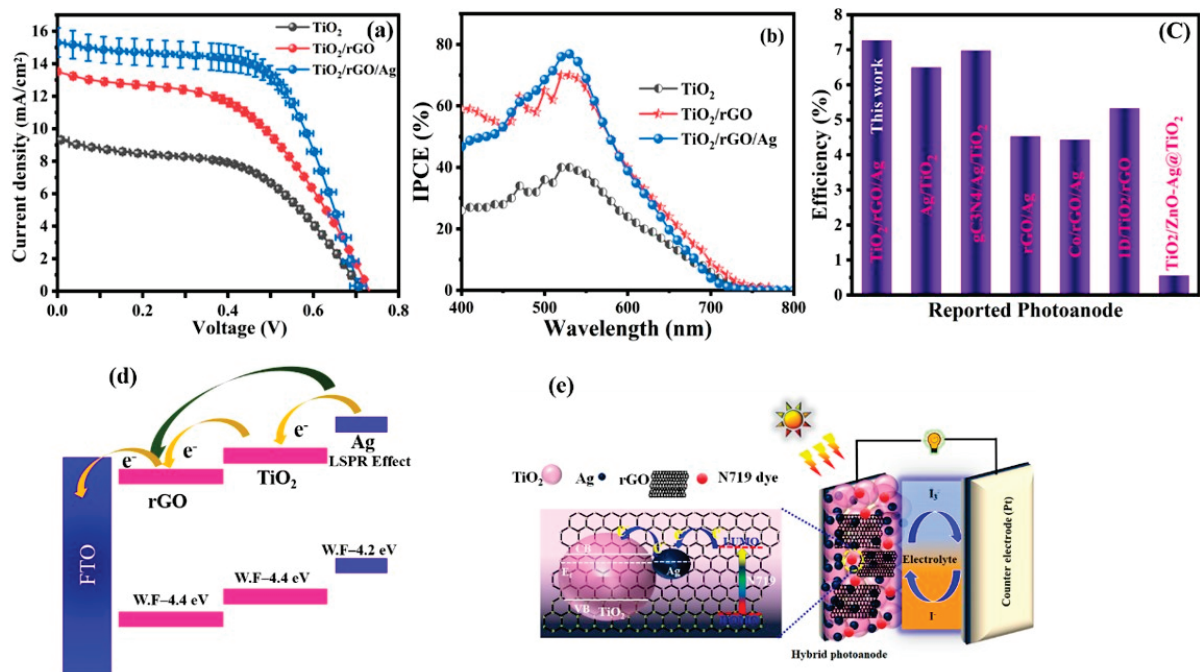 (a)
TiO2
TiO2/rGO
TiO2/rGO/Ag
Current density (mA/cm²)
16
14
12
10
8
6
4
2
0
0.0 0.2 0.4 0.6 0.8
Voltage (V)
(b)
TiO2
TiO2/rGO
TiO2/rGO/Ag
IPCE (%)
80
60
40
20
0
400 500 600 700 800
Wavelength (nm)
(C)
Efficiency (%)
8
7
6
5
4
3
2
1
0
TiO2/rGO/Ag
This work
Ag/TiO2
gC3N4/Ag/TiO2
rGO/Ag
Co/rGO/Ag
1D/TiO2/rGO
TiO2/ZnO-Ag@TiO2
Reported Photoanode
(d)
e-
e-
e-
Ag
LSPR Effect
TiO2
rGO
FTO
W.F–4.2 eV
W.F–4.4 eV
W.F–4.4 eV
(e)
TiO2 Ag rGO N719 dye
CB
LUMO
Ag
N719
VB
TiO2
I3-
Electrolyte
I-
Counter electrode (Pt)
Hybrid photoanode